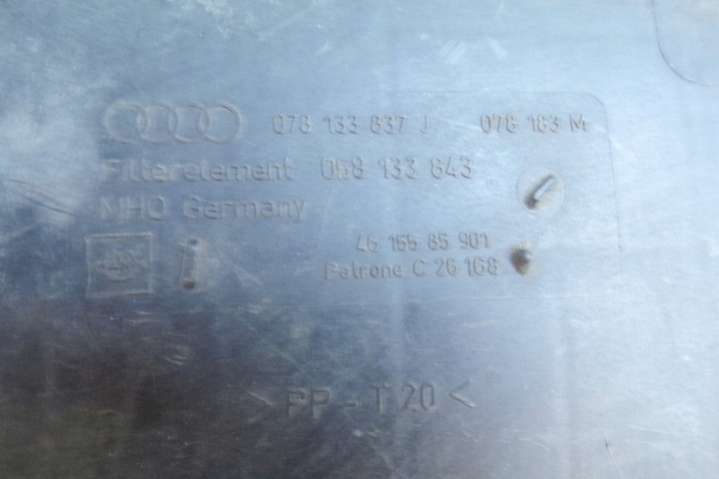 078 133 837 J 078 183 M
Filterelement 058 133 843
MHO Germany
46 155 85 901
Patrone C 26 168
> PP - T 20 <